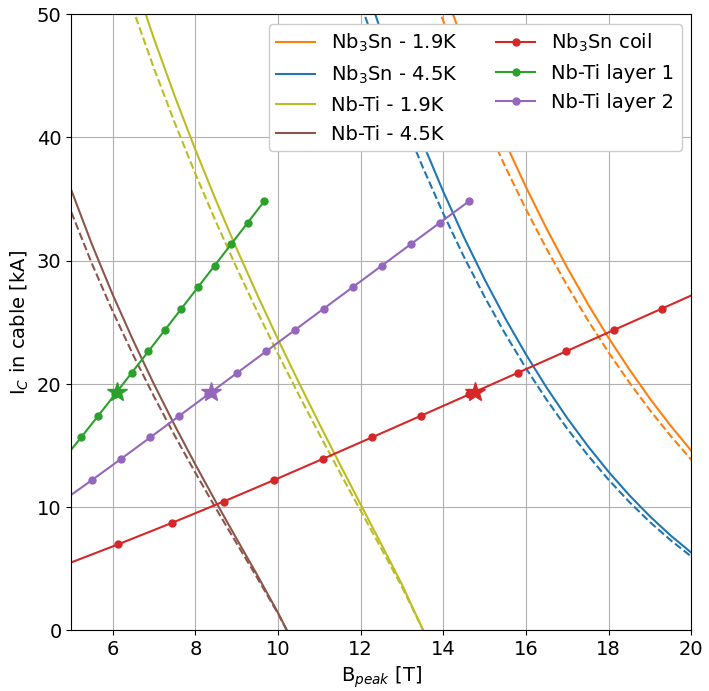 50
40
30
20
10
0
I_C in cable [kA]
Nb₃Sn - 1.9K
Nb₃Sn - 4.5K
Nb-Ti - 1.9K
Nb-Ti - 4.5K
Nb₃Sn coil
Nb-Ti layer 1
Nb-Ti layer 2
6 8 10 12 14 16 18 20
B_peak [T]